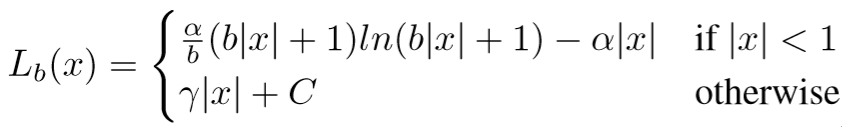 L_b(x) = { α/b (b|x| + 1)ln(b|x| + 1) − α|x| if |x| < 1
γ|x| + C otherwise